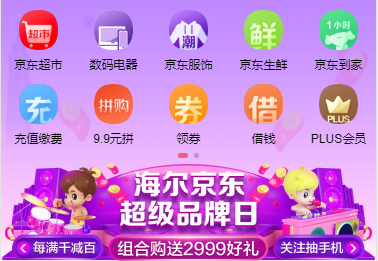 超市
潮
鲜
1小时
京东超市
数码电器
京东服饰
京东生鲜
京东到家
充
拼购
券
借
PLUS
充值缴费
9.9元拼
领券
借钱
PLUS会员
海尔京东
超级品牌日
每满千减百
组合购送2999好礼
关注抽手机